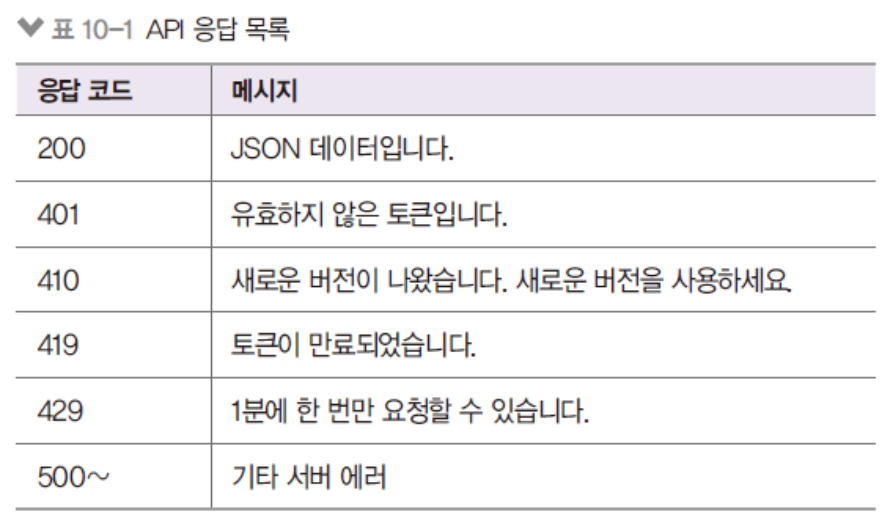 표 10-1 API 응답 목록
응답 코드 메시지
200 JSON 데이터입니다.
401 유효하지 않은 토큰입니다.
410 새로운 버전이 나왔습니다. 새로운 버전을 사용하세요.
419 토큰이 만료되었습니다.
429 1분에 한 번만 요청할 수 있습니다.
500~ 기타 서버 에러